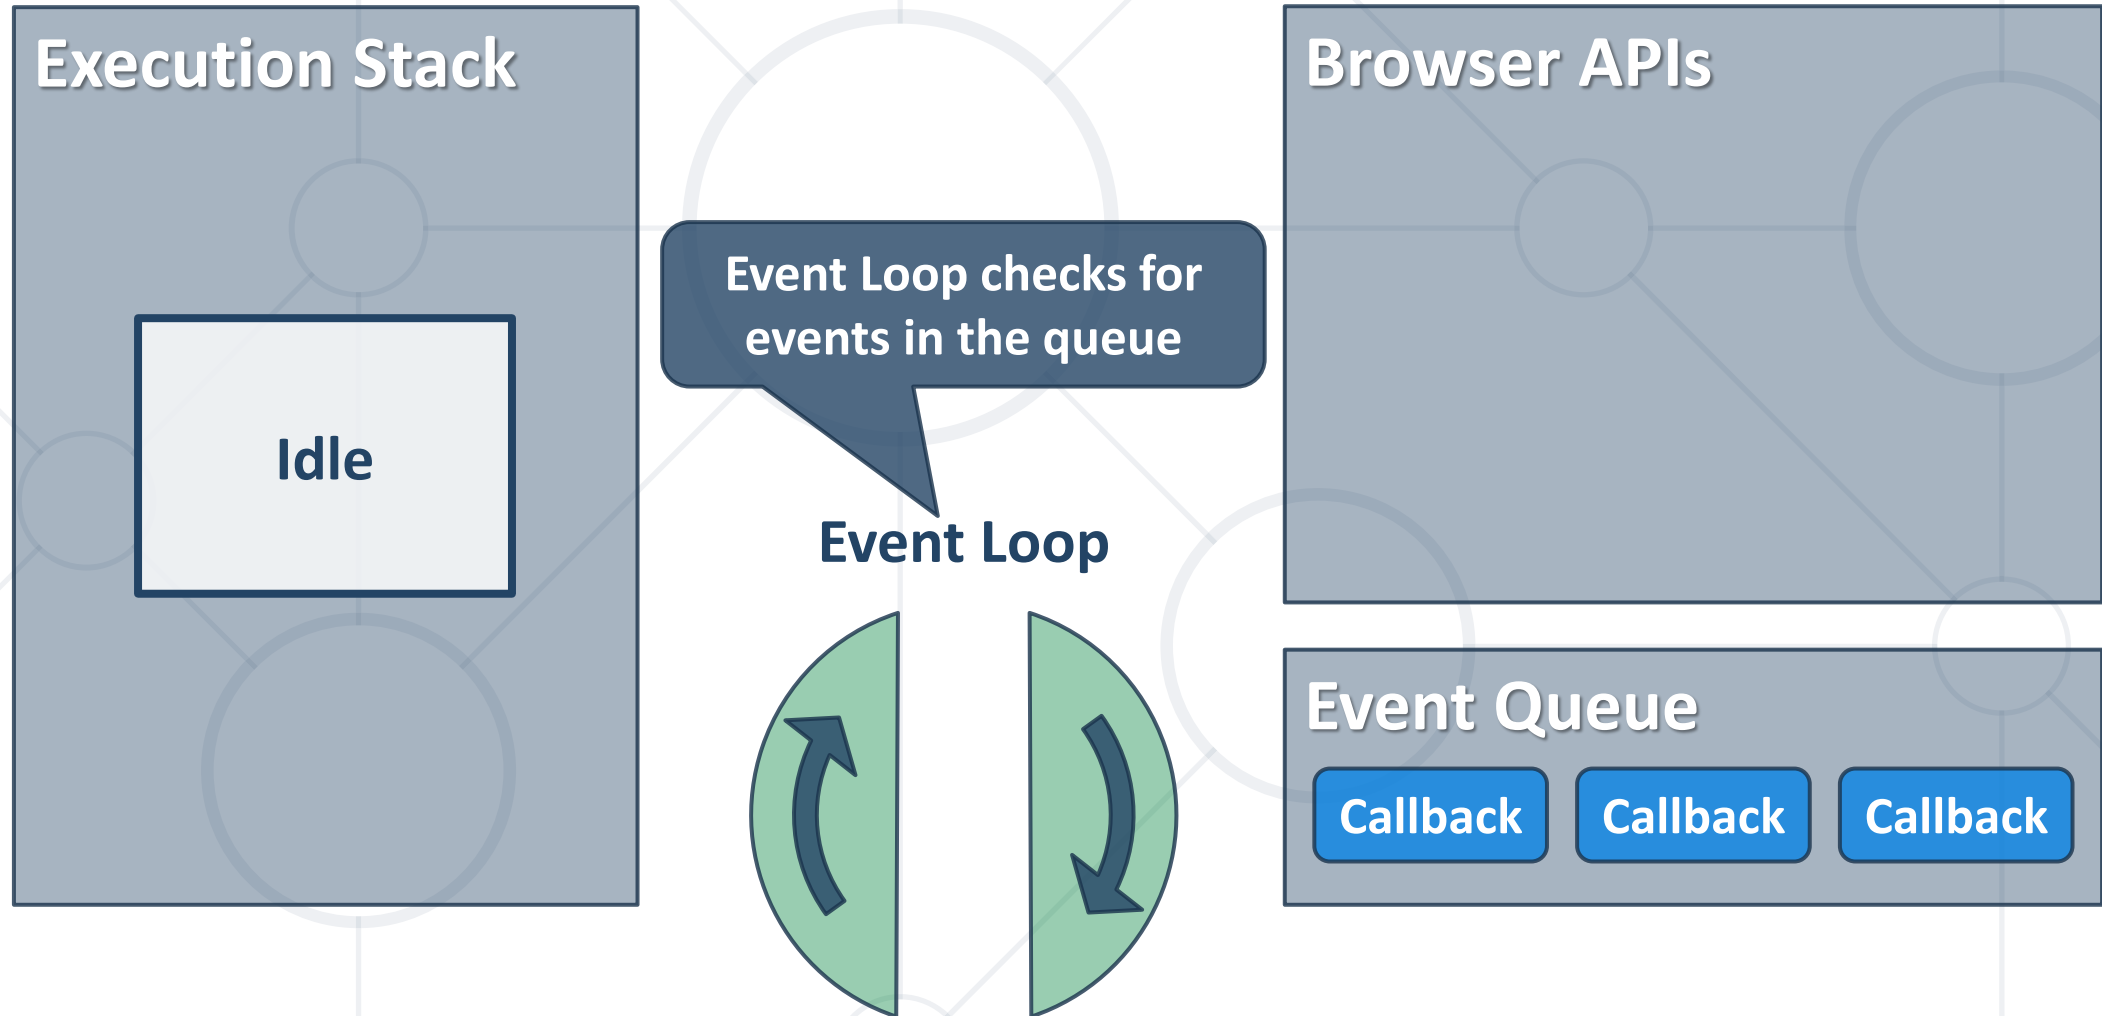 Execution Stack
Idle
Event Loop checks for
events in the queue
Event Loop
Browser APIs
Event Queue
Callback Callback Callback